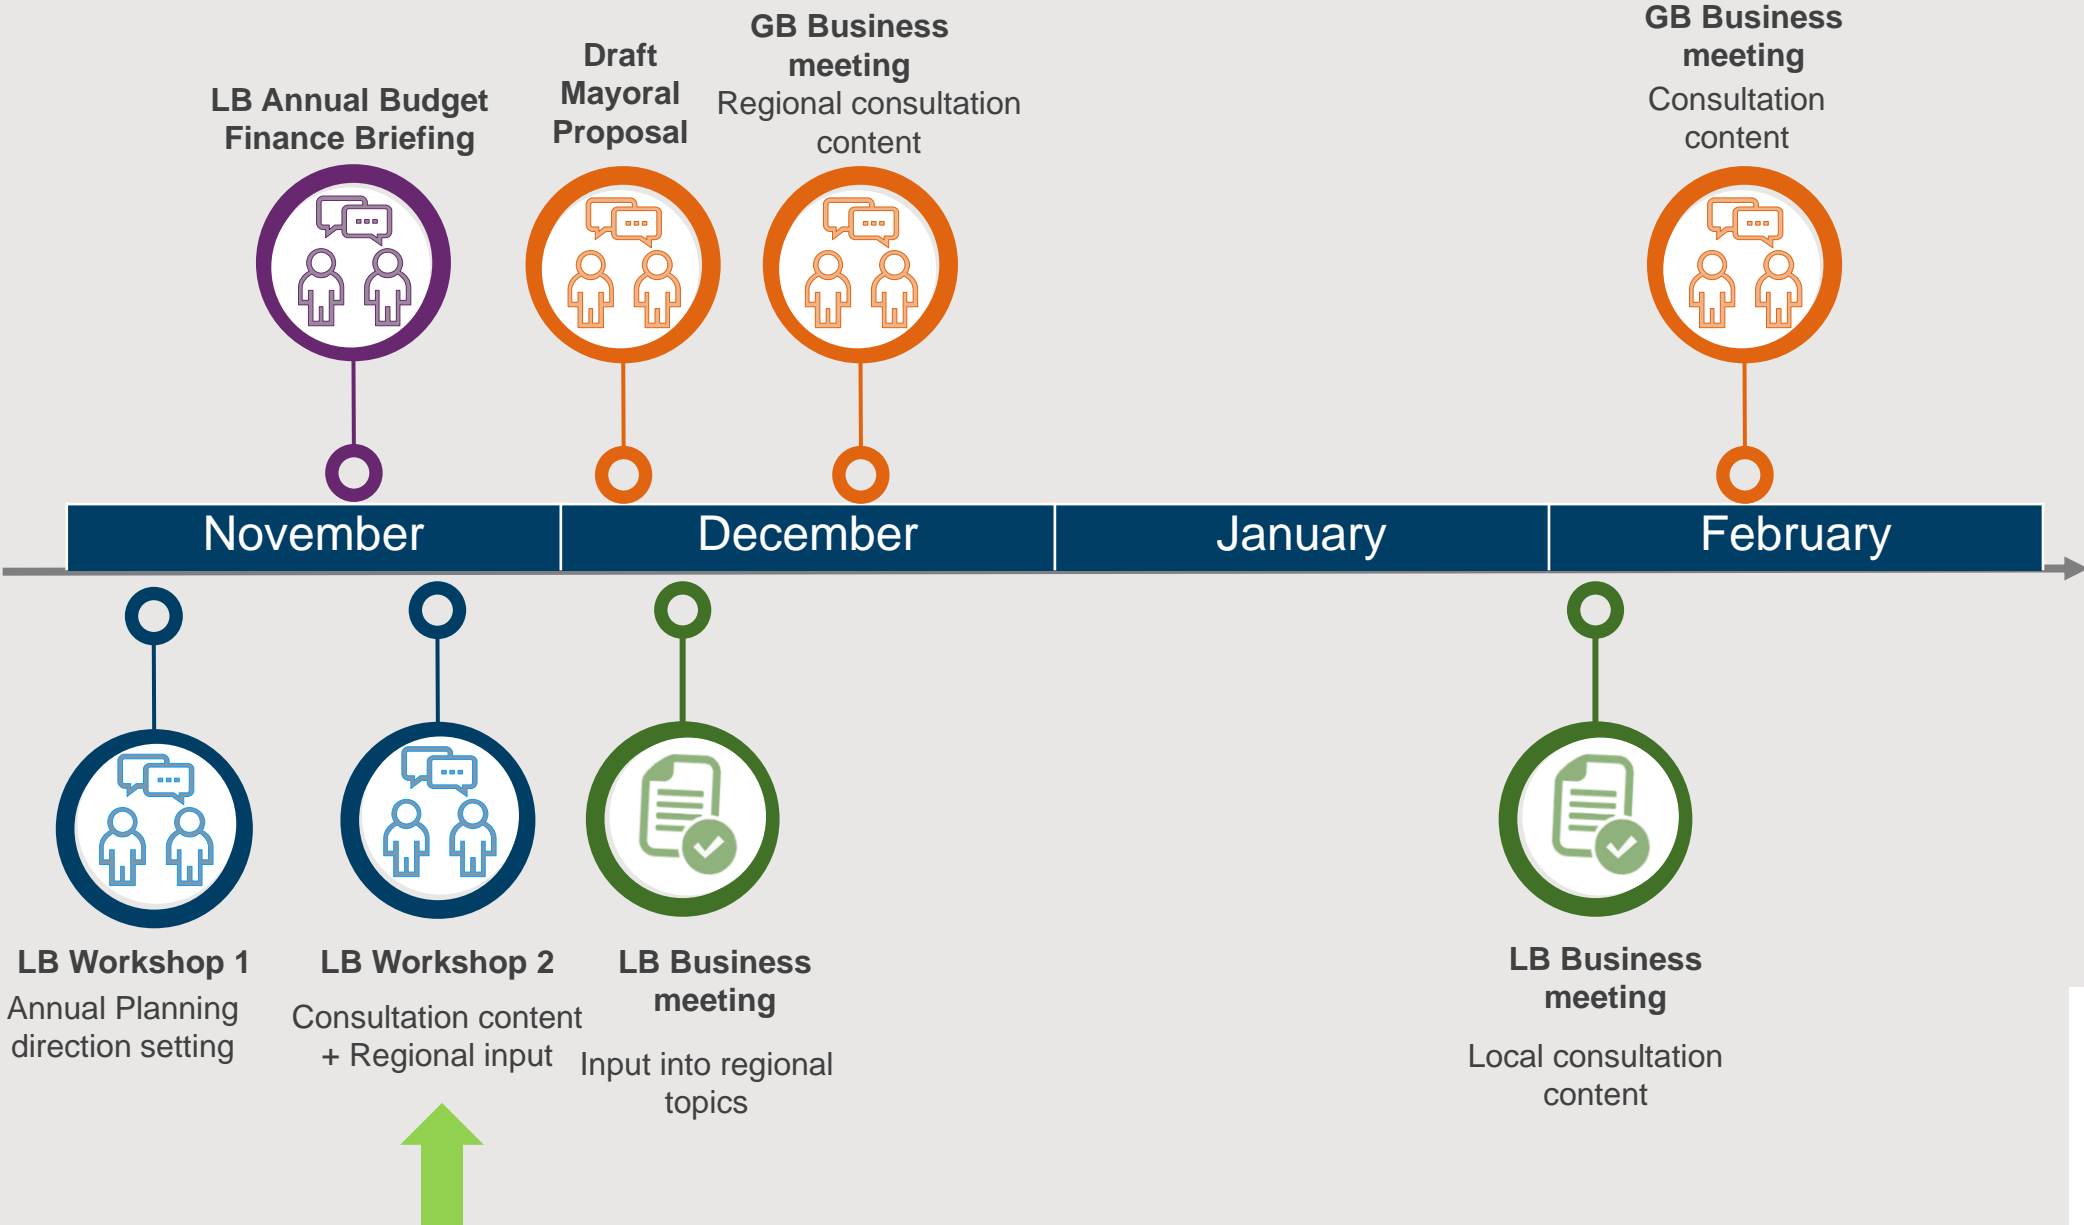 LB Annual Budget
Finance Briefing
Draft
Mayoral
Proposal
GB Business
meeting
Regional consultation
content
GB Business
meeting
Consultation
content
November
December
January
February
LB Workshop 1
Annual Planning
direction setting
LB Workshop 2
Consultation content
+ Regional input
LB Business
meeting
Input into regional
topics
LB Business
meeting
Local consultation
content